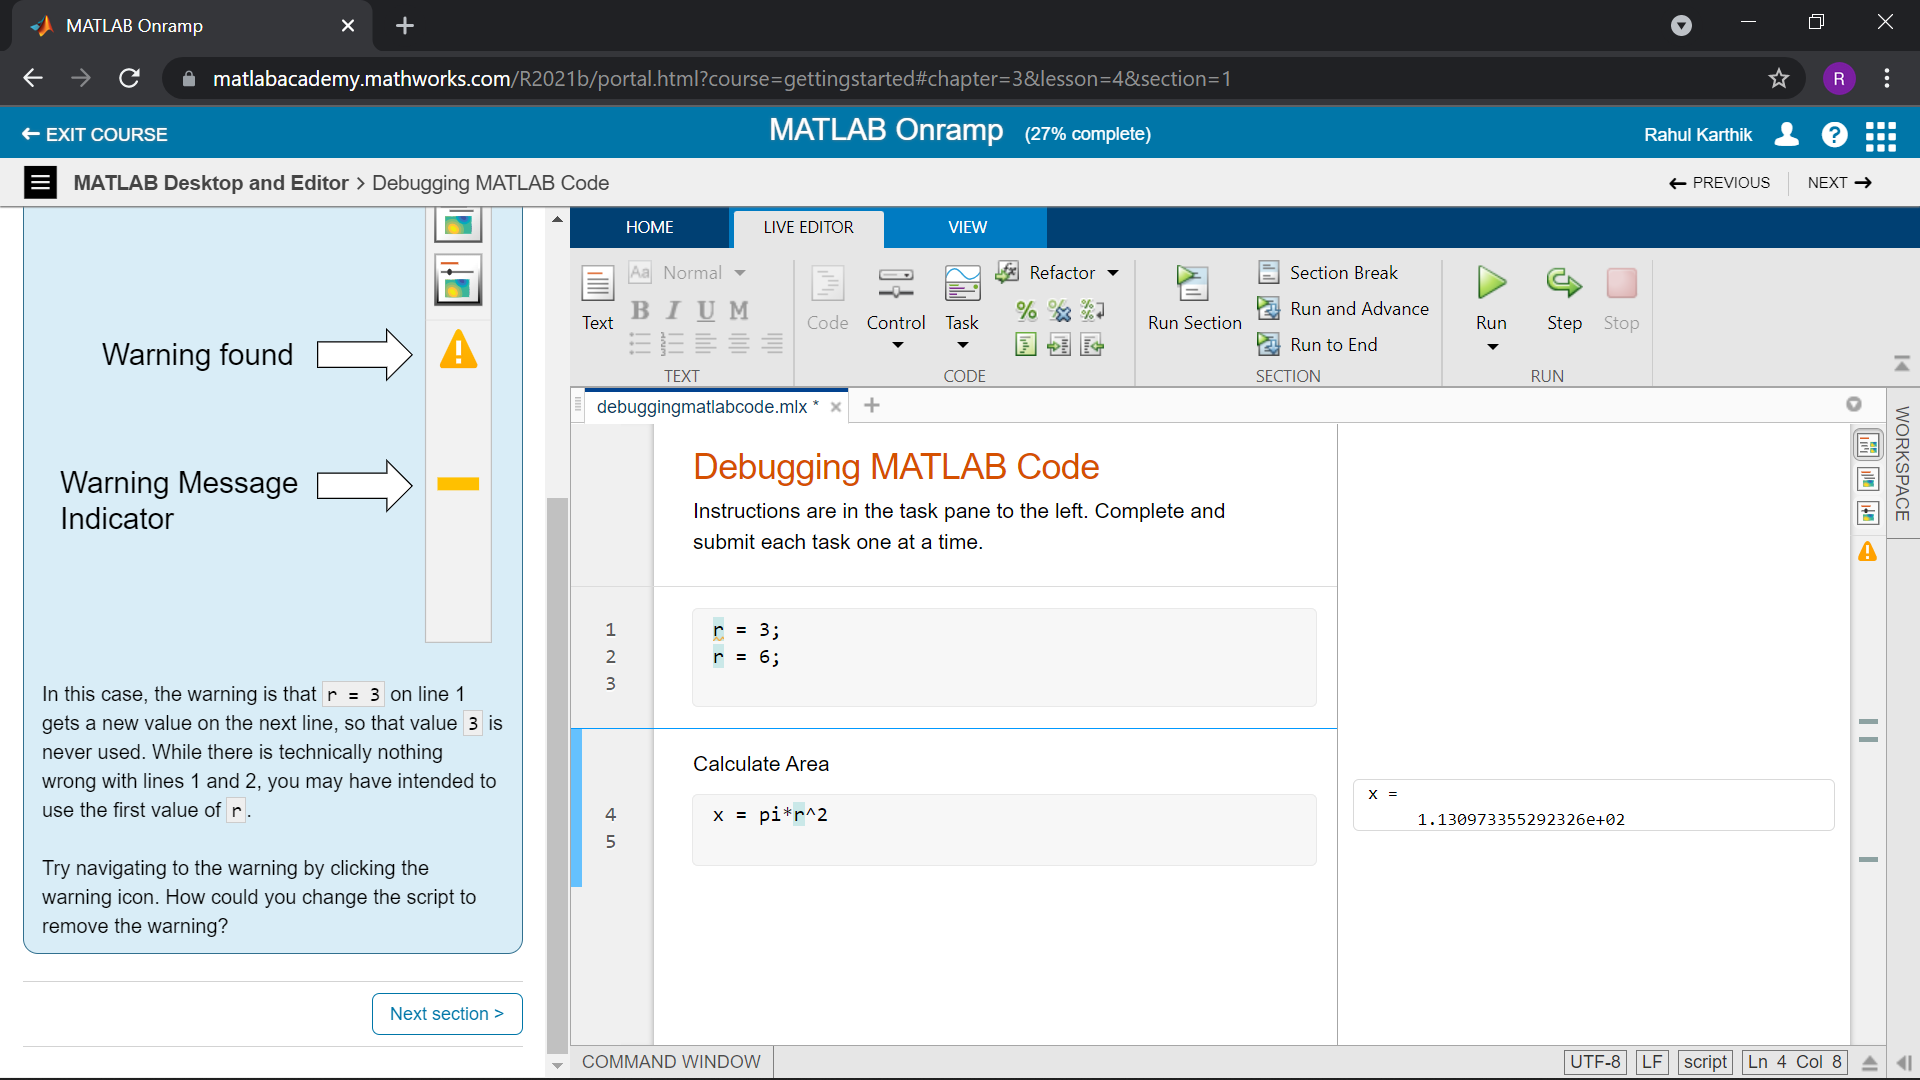 MATLAB Onramp
matlabacademy.mathworks.com/R2021b/portal.html?course=gettingstarted#chapter=3&lesson=4&section=1
R
EXIT COURSE
MATLAB Onramp (27% complete)
Rahul Karthik
?
MATLAB Desktop and Editor > Debugging MATLAB Code
PREVIOUS
NEXT
Warning found
Warning Message
Indicator
In this case, the warning is that r = 3 on line 1
gets a new value on the next line, so that value 3 is
never used. While there is technically nothing
wrong with lines 1 and 2, you may have intended to
use the first value of r.
Try navigating to the warning by clicking the
warning icon. How could you change the script to
remove the warning?
Next section >
HOME
LIVE EDITOR
VIEW
Text
Aa Normal
B I U M
TEXT
Code
Control
Task
Refactor
CODE
Run Section
Section Break
Run and Advance
Run to End
SECTION
Run
Step
Stop
RUN
debuggingmatlabcode.mlx *
WORKSPACE
Debugging MATLAB Code
Instructions are in the task pane to the left. Complete and
submit each task one at a time.
1 r = 3;
2 r = 6;
3
Calculate Area
4 x = pi*r^2
5
x =
1.130973355292326e+02
COMMAND WINDOW
UTF-8
LF
script
Ln 4 Col 8